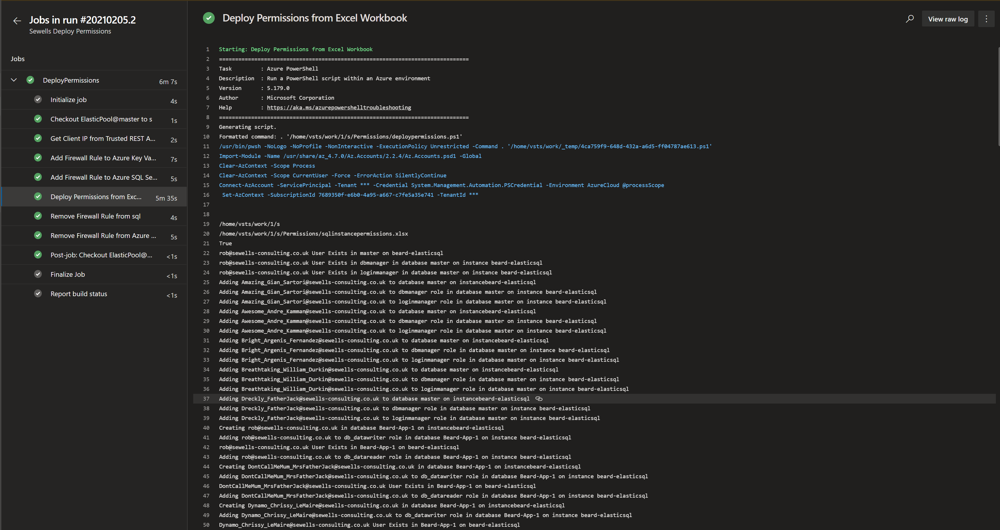 Jobs in run #20210205.2
Sewells Deploy Permissions
Jobs
DeployPermissions 6m 7s
Initialize job 4s
Checkout ElasticPool@master to s 1s
Get Client IP from Trusted REST A... 2s
Add Firewall Rule to Azure Key Va... 7s
Add Firewall Rule to Azure SQL Se... 5s
Deploy Permissions from Exc... 5m 35s
Remove Firewall Rule from sql 4s
Remove Firewall Rule from Azure ... 5s
Post-job: Checkout ElasticPool@... <1s
Finalize Job <1s
Report build status <1s
Deploy Permissions from Excel Workbook
View raw log
1 Starting: Deploy Permissions from Excel Workbook
2 ==============================================================================
3 Task         : Azure PowerShell
4 Description  : Run a PowerShell script within an Azure environment
5 Version      : 5.179.0
6 Author       : Microsoft Corporation
7 Help         : https://aka.ms/azurepowershelltroubleshooting
8 ==============================================================================
9 Generating script.
10 Formatted command: . '/home/vsts/work/1/s/Permissions/deploypermissions.ps1'
11 /usr/bin/pwsh -NoLogo -NoProfile -NonInteractive -ExecutionPolicy Unrestricted -Command . '/home/vsts/work/_temp/4ca759f9-648d-432a-a6d5-ff04787ae613.ps1'
12 Import-Module -Name /usr/share/az_4.7.0/Az.Accounts/2.2.4/Az.Accounts.psd1 -Global
13 Clear-AzContext -Scope Process
14 Clear-AzContext -Scope CurrentUser -Force -ErrorAction SilentlyContinue
15 Connect-AzAccount -ServicePrincipal -Tenant *** -Credential System.Management.Automation.PSCredential -Environment AzureCloud @processScope
16  Set-AzContext -SubscriptionId 7689350f-e6b0-4a95-a667-c7fe5a35e741 -TenantId ***
17
18
19 /home/vsts/work/1/s
20 /home/vsts/work/1/s/Permissions/sqlinstancepermissions.xlsx
21 True
22 rob@sewells-consulting.co.uk User Exists in master on beard-elasticsql
23 rob@sewells-consulting.co.uk User Exists in dbmanager in database master on instance beard-elasticsql
24 rob@sewells-consulting.co.uk User Exists in loginmanager in database master on instance beard-elasticsql
25 Adding Amazing_Gian_Sartori@sewells-consulting.co.uk to database master on instancebeard-elasticsql
26 Adding Amazing_Gian_Sartori@sewells-consulting.co.uk to dbmanager role in database master on instance beard-elasticsql
27 Adding Amazing_Gian_Sartori@sewells-consulting.co.uk to loginmanager role in database master on instance beard-elasticsql
28 Adding Awesome_Andre_Kamman@sewells-consulting.co.uk to database master on instancebeard-elasticsql
29 Adding Awesome_Andre_Kamman@sewells-consulting.co.uk to dbmanager role in database master on instance beard-elasticsql
30 Adding Awesome_Andre_Kamman@sewells-consulting.co.uk to loginmanager role in database master on instance beard-elasticsql
31 Adding Bright_Argenis_Fernandez@sewells-consulting.co.uk to database master on instancebeard-elasticsql
32 Adding Bright_Argenis_Fernandez@sewells-consulting.co.uk to dbmanager role in database master on instance beard-elasticsql
33 Adding Bright_Argenis_Fernandez@sewells-consulting.co.uk to loginmanager role in database master on instance beard-elasticsql
34 Adding Breathtaking_William_Durkin@sewells-consulting.co.uk to database master on instancebeard-elasticsql
35 Adding Breathtaking_William_Durkin@sewells-consulting.co.uk to dbmanager role in database master on instance beard-elasticsql
36 Adding Breathtaking_William_Durkin@sewells-consulting.co.uk to loginmanager role in database master on instance beard-elasticsql
37 Adding Dreckly_FatherJack@sewells-consulting.co.uk to database master on instancebeard-elasticsql
38 Adding Dreckly_FatherJack@sewells-consulting.co.uk to dbmanager role in database master on instance beard-elasticsql
39 Adding Dreckly_FatherJack@sewells-consulting.co.uk to loginmanager role in database master on instance beard-elasticsql
40 Creating rob@sewells-consulting.co.uk in database Beard-App-1 on instancebeard-elasticsql
41 Adding rob@sewells-consulting.co.uk to db_datawriter role in database Beard-App-1 on instance beard-elasticsql
42 rob@sewells-consulting.co.uk User Exists in Beard-App-1 on beard-elasticsql
43 Adding rob@sewells-consulting.co.uk to db_datareader role in database Beard-App-1 on instance beard-elasticsql
44 Creating DontCallMeMum_MrsFatherJack@sewells-consulting.co.uk in database Beard-App-1 on instancebeard-elasticsql
45 Adding DontCallMeMum_MrsFatherJack@sewells-consulting.co.uk to db_datawriter role in database Beard-App-1 on instance beard-elasticsql
46 DontCallMeMum_MrsFatherJack@sewells-consulting.co.uk User Exists in Beard-App-1 on beard-elasticsql
47 Adding DontCallMeMum_MrsFatherJack@sewells-consulting.co.uk to db_datareader role in database Beard-App-1 on instance beard-elasticsql
48 Creating Dynamo_Chrissy_LeMaire@sewells-consulting.co.uk in database Beard-App-1 on instancebeard-elasticsql
49 Adding Dynamo_Chrissy_LeMaire@sewells-consulting.co.uk to db_datawriter role in database Beard-App-1 on instance beard-elasticsql
50 Dynamo_Chrissy_LeMaire@sewells-consulting.co.uk User Exists in Beard-App-1 on beard-elasticsql